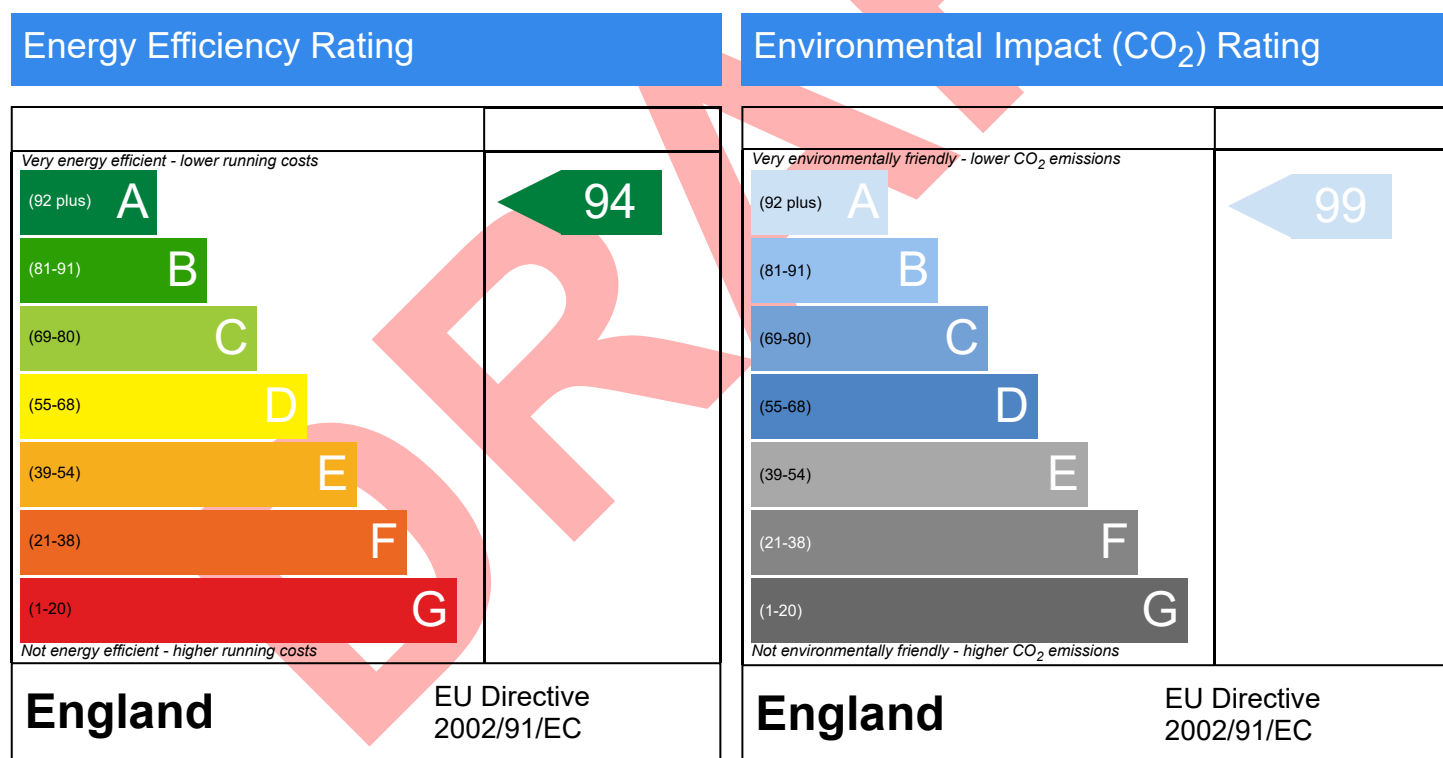 Energy Efficiency Rating
Very energy efficient - lower running costs
(92 plus) A
94
(81-91) B
(69-80) C
(55-68) D
(39-54) E
(21-38) F
(1-20) G
Not energy efficient - higher running costs
England
EU Directive
2002/91/EC
Environmental Impact (CO₂) Rating
Very environmentally friendly - lower CO₂ emissions
(92 plus) A
99
(81-91) B
(69-80) C
(55-68) D
(39-54) E
(21-38) F
(1-20) G
Not environmentally friendly - higher CO₂ emissions
England
EU Directive
2002/91/EC